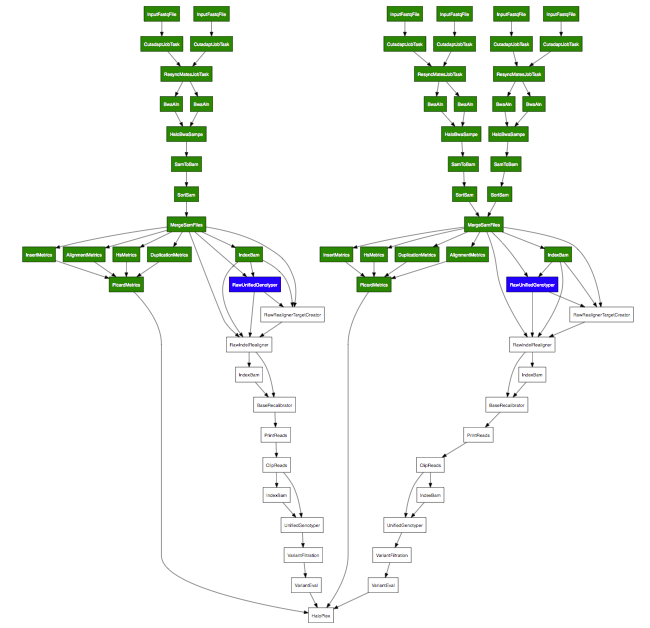 InputFastqFile InputFastqFile InputFastqFile InputFastqFile InputFastqFile InputFastqFile
CutadaptJobTask CutadaptJobTask CutadaptJobTask CutadaptJobTask CutadaptJobTask CutadaptJobTask
ResyncMatesJobTask ResyncMatesJobTask ResyncMatesJobTask
BwaAln BwaAln BwaAln BwaAln BwaAln BwaAln
HaloBwaSampe HaloBwaSampe HaloBwaSampe
SamToBam SamToBam SamToBam
SortBam SortBam SortBam
MergeSamFiles MergeSamFiles
InsertMetrics AlignmentMetrics HsMetrics DuplicationMetrics IndexBam InsertMetrics HsMetrics DuplicationMetrics AlignmentMetrics IndexBam
PicardMetrics RawUnifiedGenotyper PicardMetrics RawUnifiedGenotyper
RawRealignerTargetCreator RawRealignerTargetCreator
RawIndelRealigner RawIndelRealigner
IndexBam IndexBam
BaseRecalibrator BaseRecalibrator
PrintReads PrintReads
ClipReads ClipReads
IndexBam IndexBam
UnifiedGenotyper UnifiedGenotyper
VariantFiltration VariantFiltration
VariantEval VariantEval
HaloPlex